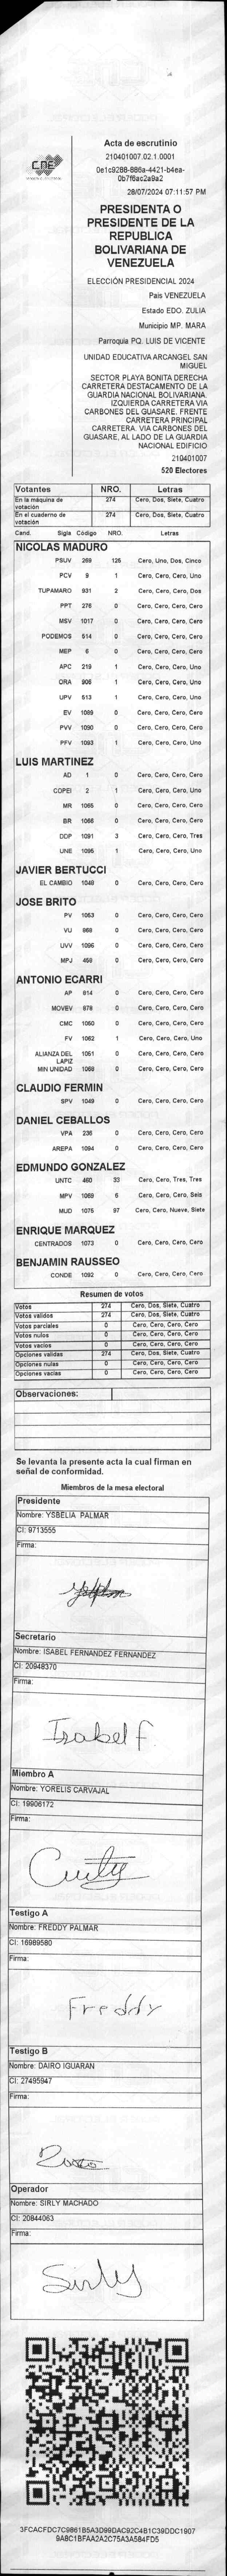 CNE
Acta de escrutinio
210401007.02.1.0001
28/07/2024 07:11:57 PM
PRESIDENTA O
PRESIDENTE DE LA
REPUBLICA
BOLIVARIANA DE
VENEZUELA
ELECCIÓN PRESIDENCIAL 2024
País VENEZUELA
Estado EDO. ZULIA
Municipio MP. MARA
Parroquia PQ. LUIS DE VICENTE
UNIDAD EDUCATIVA ARCANGEL SAN
MIGUEL
SECTOR PLAYA BONITA DERECHA
CARRETERA DESTACAMENTO DE LA
GUARDIA NACIONAL BOLIVARIANA.
IZQUIERDA CARRETERA VIA
CARBONES DEL GUASARE. FRENTE
CARRETERA PRINCIPAL
CARRETERA. VIA CARBONES DEL
GUASARE, AL LADO DE LA GUARDIA
NACIONAL EDIFICIO
210401007
520 Electores
Votantes NRO. Letras
En la máquina de votación 274 Cero, Dos, Siete, Cuatro
En el cuaderno de votación 274 Cero, Dos, Siete, Cuatro
Cand. Sigla Código NRO. Letras
NICOLAS MADURO
PSUV 269 125 Cero, Uno, Dos, Cinco
PCV 9 1 Cero, Cero, Cero, Uno
TUPAMARO 931 2 Cero, Cero, Cero, Dos
PPT 276 0 Cero, Cero, Cero, Cero
MSV 1017 0 Cero, Cero, Cero, Cero
PODEMOS 514 0 Cero, Cero, Cero, Cero
MEP 6 0 Cero, Cero, Cero, Cero
APC 219 1 Cero, Cero, Cero, Uno
ORA 906 1 Cero, Cero, Cero, Uno
UPV 513 1 Cero, Cero, Cero, Uno
EV 1089 0 Cero, Cero, Cero, Cero
PVV 1090 0 Cero, Cero, Cero, Cero
PFV 1093 1 Cero, Cero, Cero, Uno
LUIS MARTINEZ
AD 1 0 Cero, Cero, Cero, Cero
COPEI 2 1 Cero, Cero, Cero, Uno
MR 1065 0 Cero, Cero, Cero, Cero
BR 1066 0 Cero, Cero, Cero, Cero
DDP 1091 3 Cero, Cero, Cero, Tres
UNE 1095 1 Cero, Cero, Cero, Uno
JAVIER BERTUCCI
EL CAMBIO 1048 0 Cero, Cero, Cero, Cero
JOSE BRITO
PV 1053 0 Cero, Cero, Cero, Cero
VU 868 0 Cero, Cero, Cero, Cero
UVV 1096 0 Cero, Cero, Cero, Cero
MPJ 458 0 Cero, Cero, Cero, Cero
ANTONIO ECARRI
AP 814 0 Cero, Cero, Cero, Cero
MOVEV 878 0 Cero, Cero, Cero, Cero
CMC 1060 0 Cero, Cero, Cero, Cero
FV 1062 1 Cero, Cero, Cero, Uno
ALIANZA DEL LAPIZ 1061 0 Cero, Cero, Cero, Cero
MIN UNIDAD 1068 0 Cero, Cero, Cero, Cero
CLAUDIO FERMIN
SPV 1049 0 Cero, Cero, Cero, Cero
DANIEL CEBALLOS
VPA 236 0 Cero, Cero, Cero, Cero
AREPA 1094 0 Cero, Cero, Cero, Cero
EDMUNDO GONZALEZ
UNTC 460 33 Cero, Cero, Tres, Tres
MPV 1069 6 Cero, Cero, Cero, Seis
MUD 1075 97 Cero, Cero, Nueve, Siete
ENRIQUE MARQUEZ
CENTRADOS 1073 0 Cero, Cero, Cero, Cero
BENJAMIN RAUSSEO
CONDE 1092 0 Cero, Cero, Cero, Cero
Resumen de votos
Votos 274 Cero, Dos, Siete, Cuatro
Votos validos 274 Cero, Dos, Siete, Cuatro
Votos parciales 0 Cero, Cero, Cero, Cero
Votos nulos 0 Cero, Cero, Cero, Cero
Votos vacios 0 Cero, Cero, Cero, Cero
Opciones validas 274 Cero, Dos, Siete, Cuatro
Opciones nulas 0 Cero, Cero, Cero, Cero
Opciones vacias 0 Cero, Cero, Cero, Cero
Observaciones:
Se levanta la presente acta la cual firman en
señal de conformidad.
Miembros de la mesa electoral
Presidente
Nombre: YSBELIA PALMAR
CI: 9713555
Firma:
Secretario
Nombre: ISABEL FERNANDEZ FERNANDEZ
CI: 20948370
Firma:
Isabel F
Miembro A
Nombre: YORELIS CARVAJAL
CI: 19906172
Firma:
Testigo A
Nombre: FREDDY PALMAR
CI: 16989580
Firma:
Freddy
Testigo B
Nombre: DAIRO IGUARAN
CI: 27495947
Firma:
Operador
Nombre: SIRLY MACHADO
CI: 20844063
Firma:
Sirly
3FCACFDC7C9861B5A3D99DAC92C4B1C39DDC1907
9A8C1BFAA2A2C75A3A584FD5